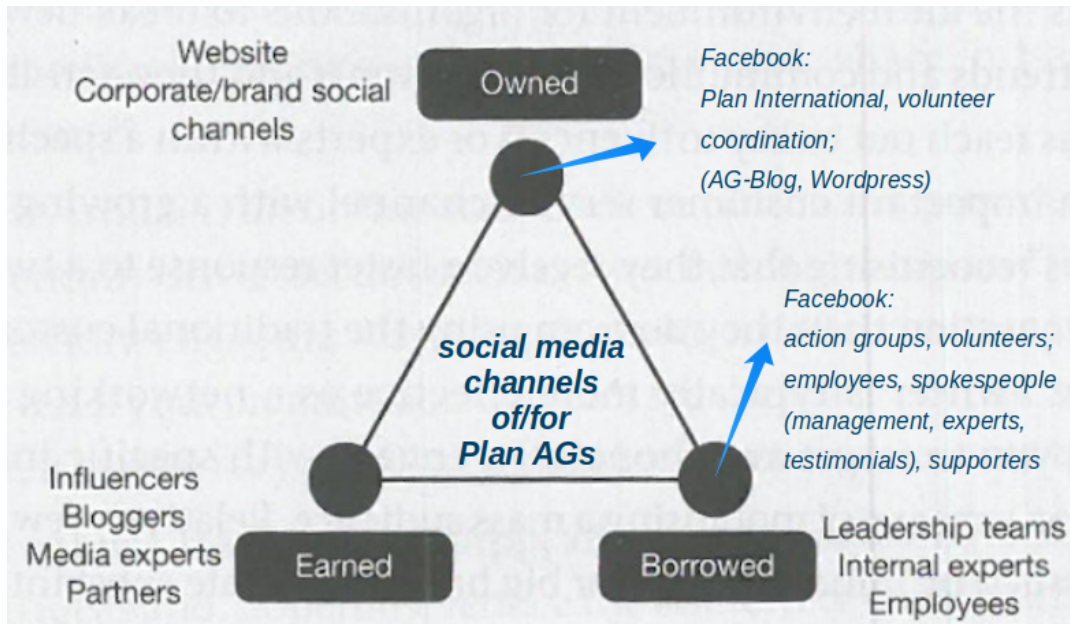 Website
Corporate/brand social
channels
Owned
Facebook:
Plan International, volunteer
coordination;
(AG-Blog, Wordpress)
social media
channels
of/for
Plan AGs
Facebook:
action groups, volunteers;
employees, spokespeople
(management, experts,
testimonials), supporters
Influencers
Bloggers
Media experts
Partners
Earned
Borrowed
Leadership teams
Internal experts
Employees